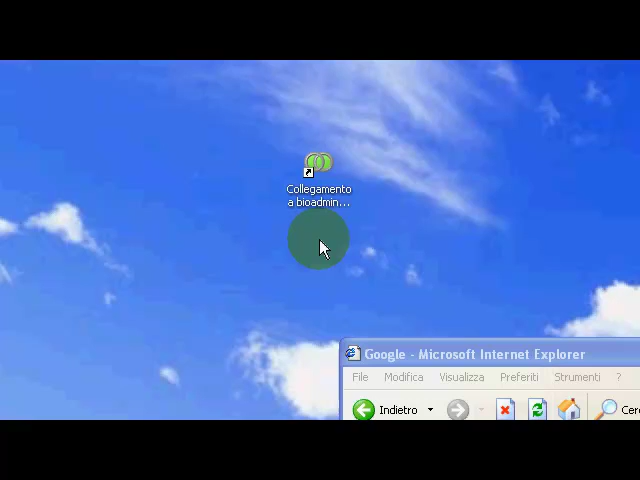 Collegamento
a bioadmin...
Google - Microsoft Internet Explorer
File Modifica Visualizza Preferiti Strumenti ?
Indietro Cerc